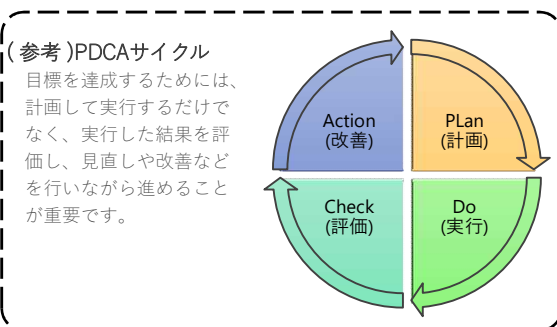 (参考)PDCAサイクル
目標を達成するためには、
計画して実行するだけで
なく、実行した結果を評
価し、見直しや改善など
を行いながら進めること
が重要です。
Action
(改善)
PLan
(計画)
Check
(評価)
Do
(実行)